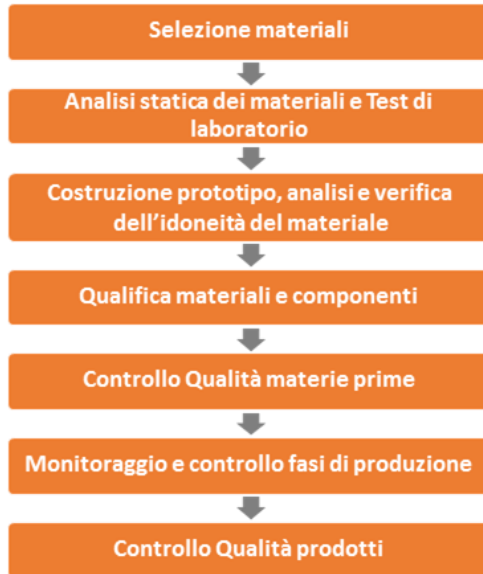 Selezione materiali
Analisi statica dei materiali e Test di
laboratorio
Costruzione prototipo, analisi e verifica
dell'idoneità del materiale
Qualifica materiali e componenti
Controllo Qualità materie prime
Monitoraggio e controllo fasi di produzione
Controllo Qualità prodotti